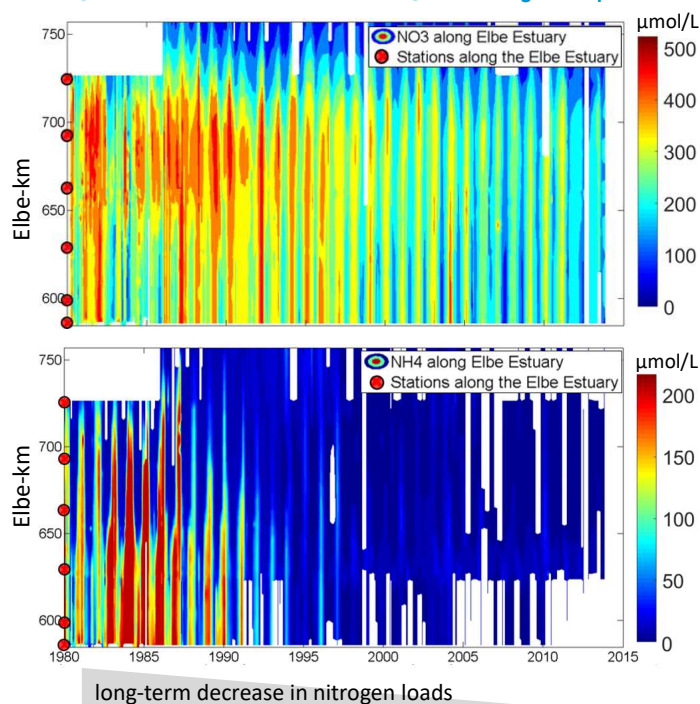 µmol/L
750
NO3 along Elbe Estuary
Stations along the Elbe Estuary
500
400
300
200
100
0
700
650
600
Elbe-km
µmol/L
750
NH4 along Elbe Estuary
Stations along the Elbe Estuary
200
150
100
50
0
700
650
600
Elbe-km
1980 1985 1990 1995 2000 2005 2010 2015
long-term decrease in nitrogen loads